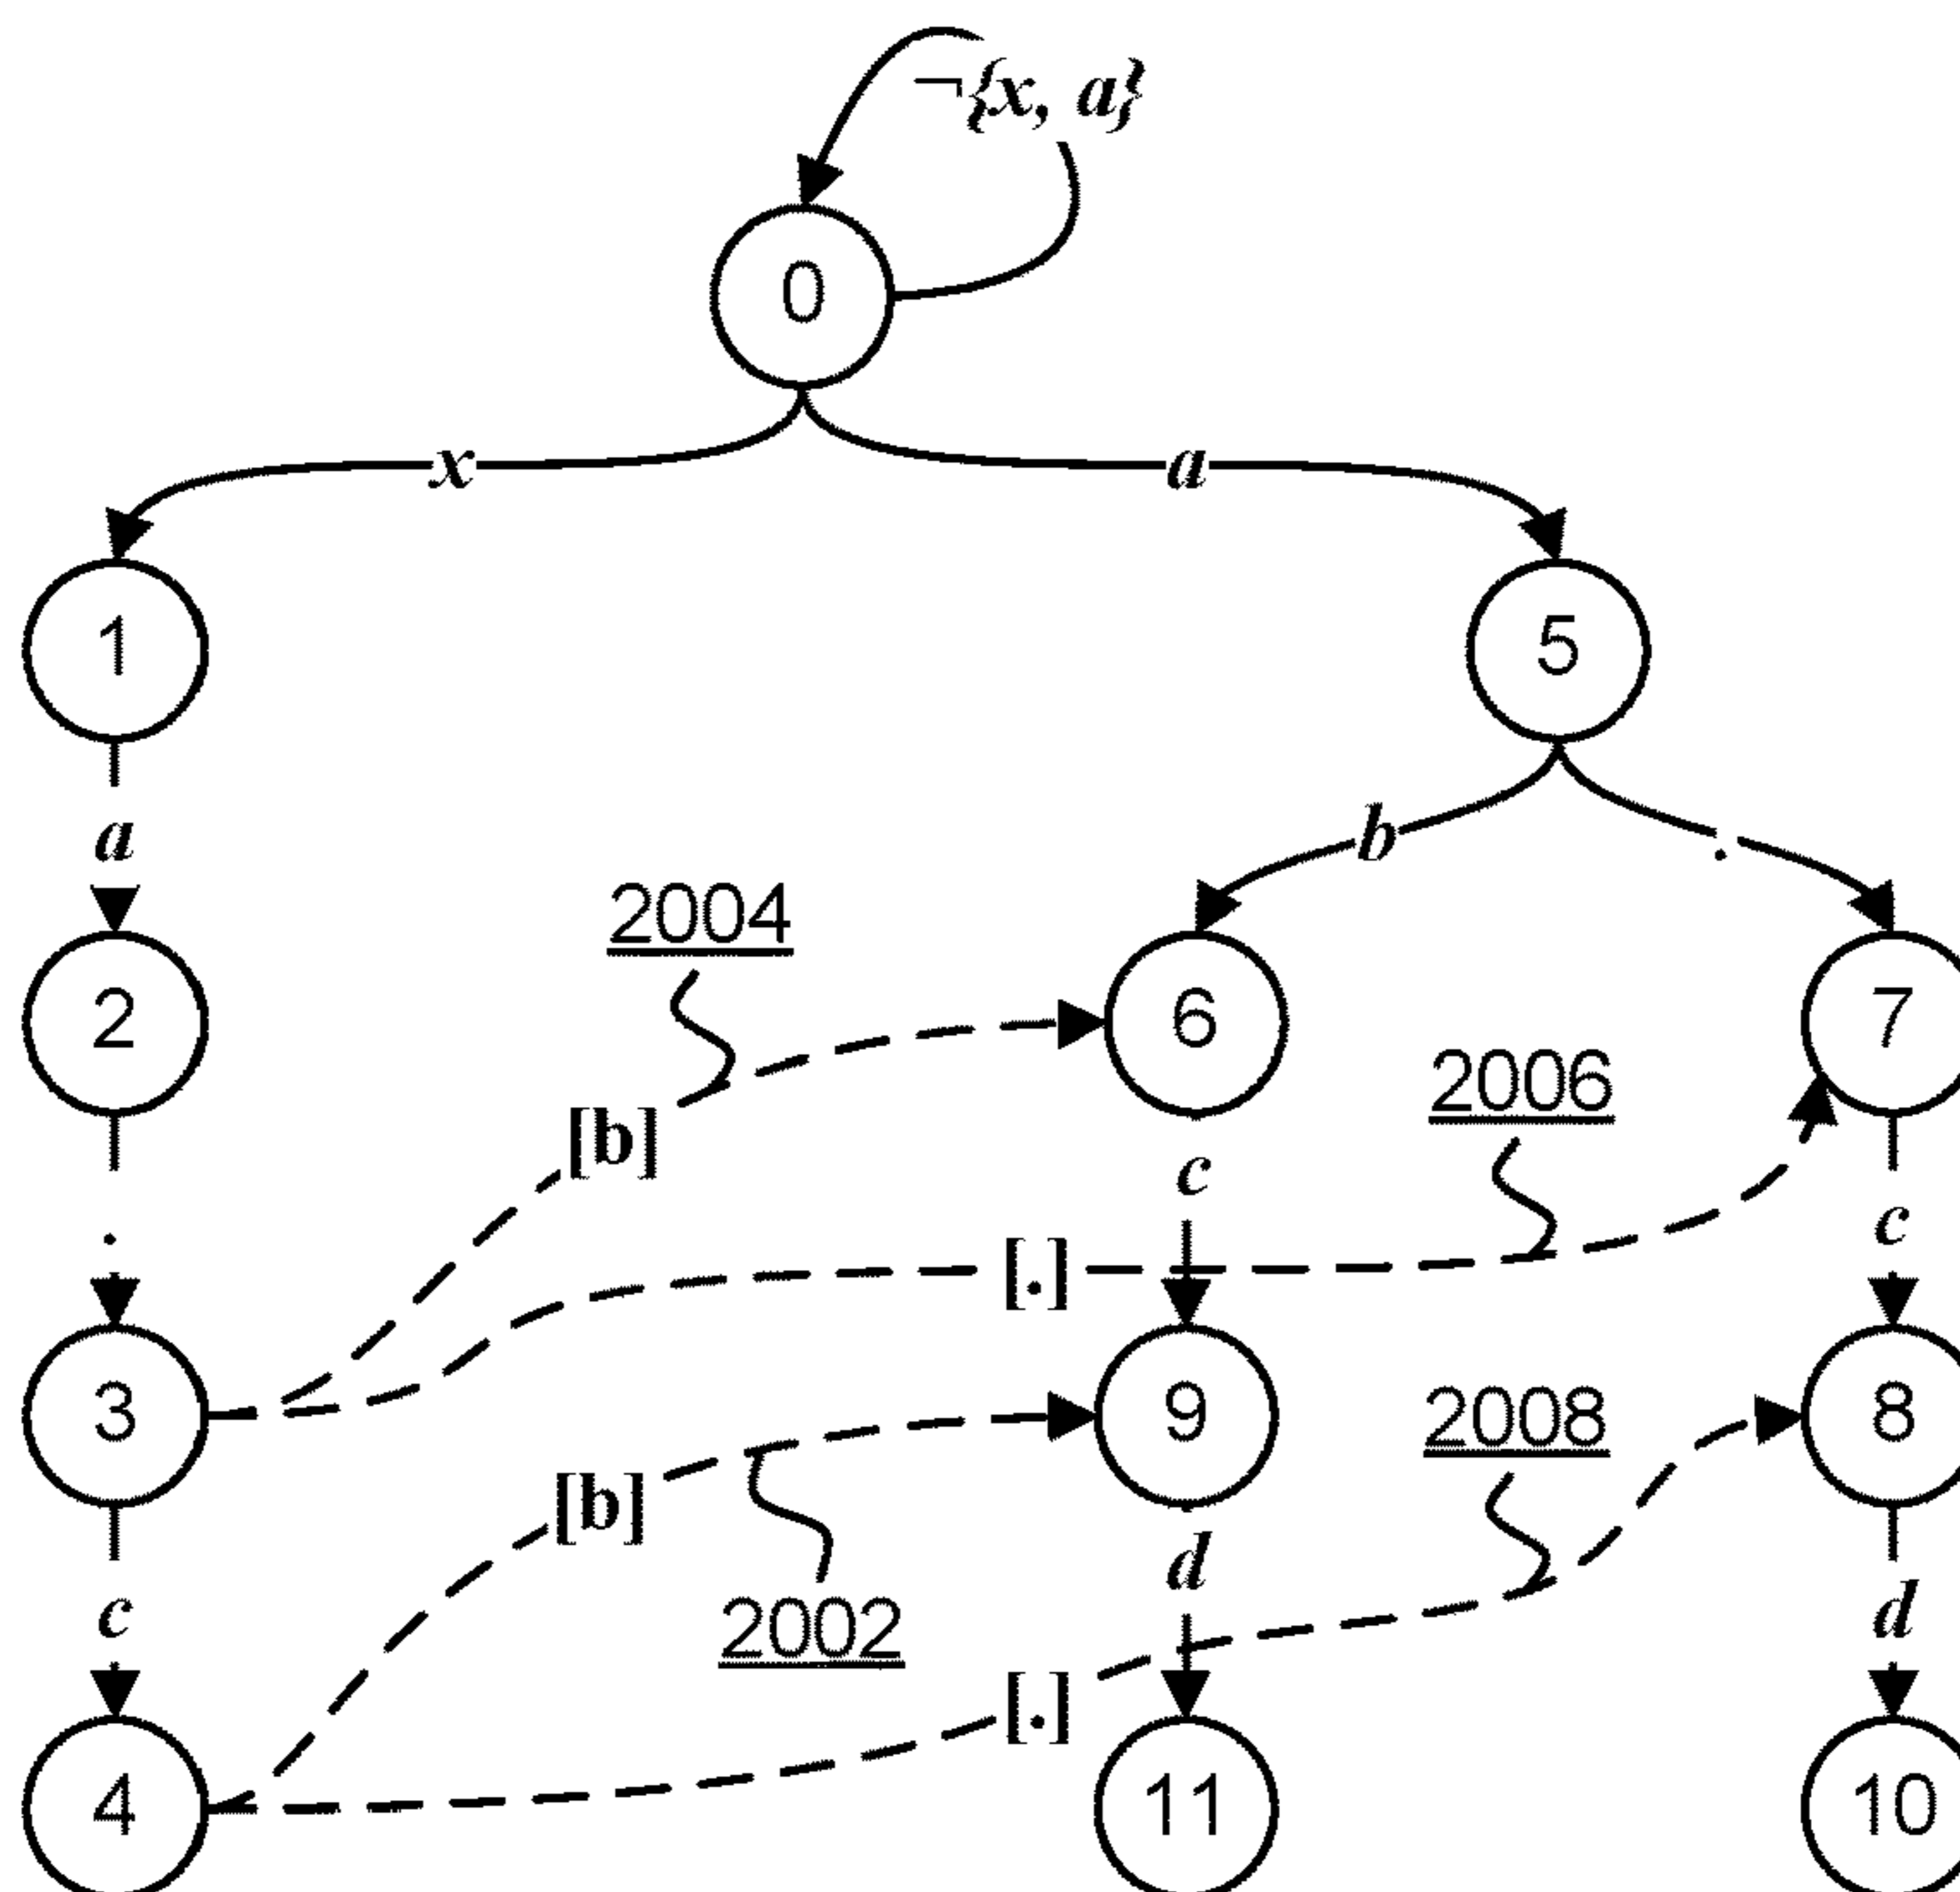 ¬{x, a}
0
x a
1 5
a b .
2004
2 6 7
2006
[b]
c c
. [.]
3 9 8
2008
[b]
d
c 2002 d
[.]
4 11 10